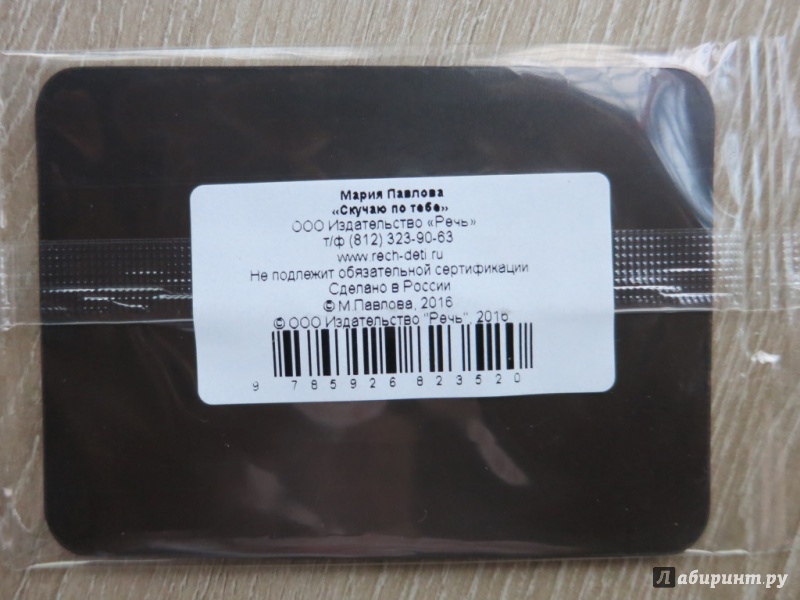 Мария Павлова
«Скучаю по тебе»
ООО Издательство «Речь»
т/ф (812) 323-90-63
www.rech-deti.ru
Не подлежит обязательной сертификации
Сделано в России
© М.Павлова, 2016
© ООО Издательство "Речь", 2016
9 785926 823520
Лабиринт.ру